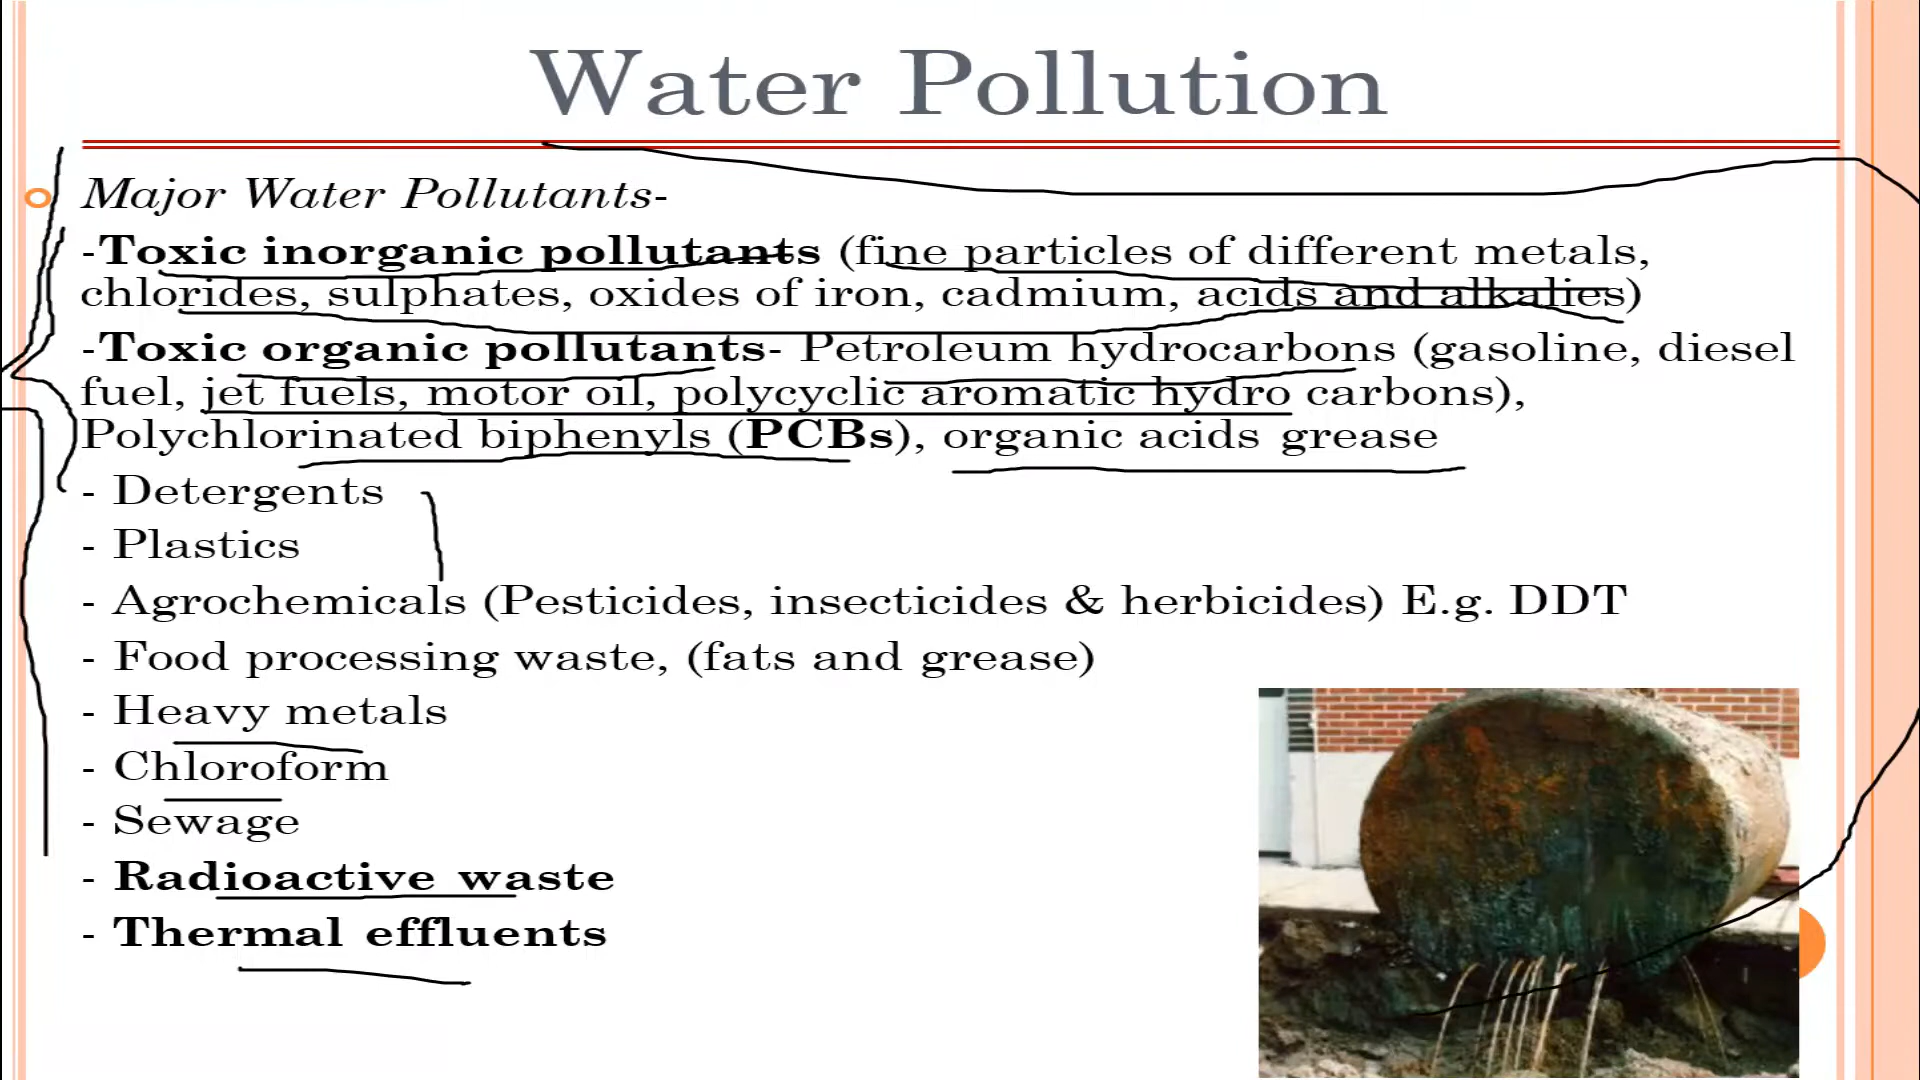 Water Pollution
Major Water Pollutants-
-Toxic inorganic pollutants (fine particles of different metals,
chlorides, sulphates, oxides of iron, cadmium, acids and alkalies)
-Toxic organic pollutants- Petroleum hydrocarbons (gasoline, diesel
fuel, jet fuels, motor oil, polycyclic aromatic hydro carbons),
Polychlorinated biphenyls (PCBs), organic acids grease
- Detergents
- Plastics
- Agrochemicals (Pesticides, insecticides & herbicides) E.g. DDT
- Food processing waste, (fats and grease)
- Heavy metals
- Chloroform
- Sewage
- Radioactive waste
- Thermal effluents